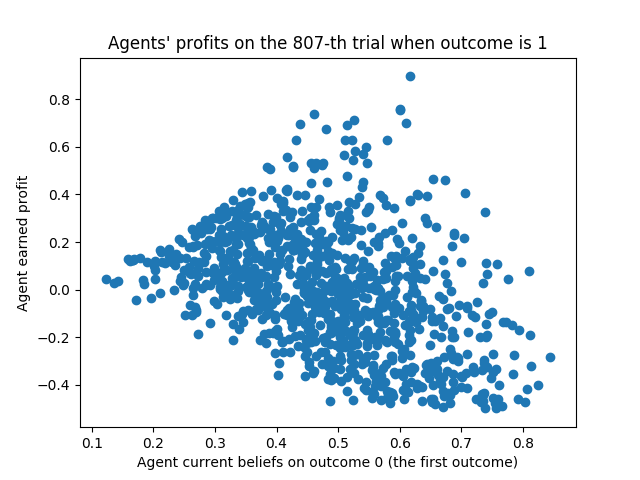 Agents' profits on the 807-th trial when outcome is 1
Agent earned profit
0.8
0.6
0.4
0.2
0.0
−0.2
−0.4
0.1 0.2 0.3 0.4 0.5 0.6 0.7 0.8
Agent current beliefs on outcome 0 (the first outcome)